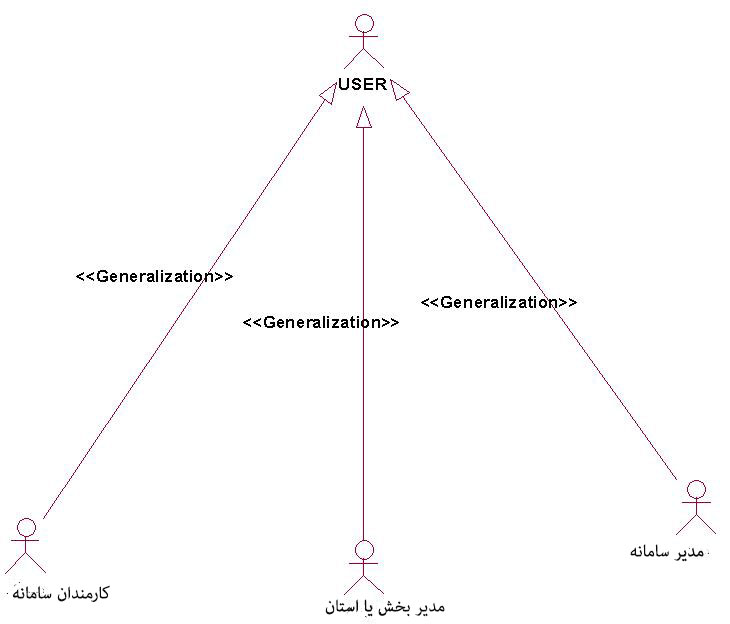 USER
<<Generalization>>
<<Generalization>>
<<Generalization>>
مدیر سامانه
کارمندان سامانه
مدیر بخش یا استان